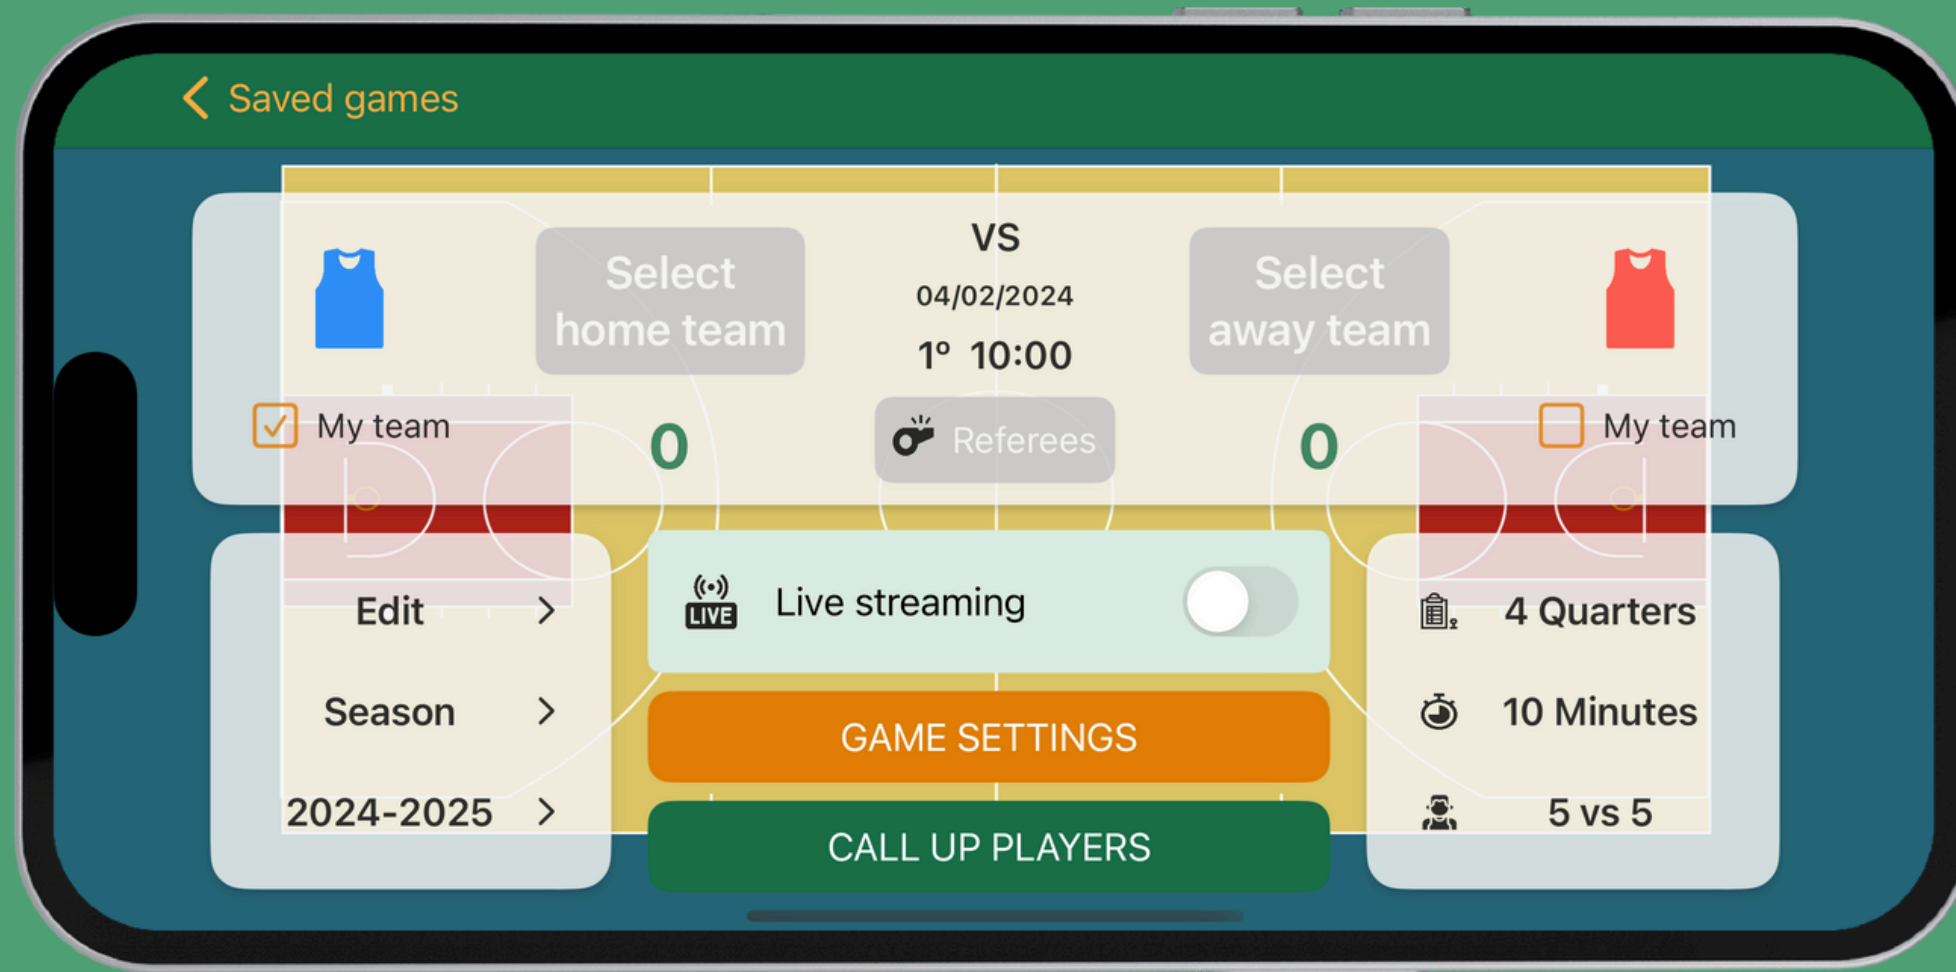 Saved games
VS
Select
home team
04/02/2024
Select
away team
1º 10:00
My team
0
Referees
0
My team
Edit
LIVE
Live streaming
4 Quarters
Season
GAME SETTINGS
10 Minutes
2024-2025
CALL UP PLAYERS
5 vs 5